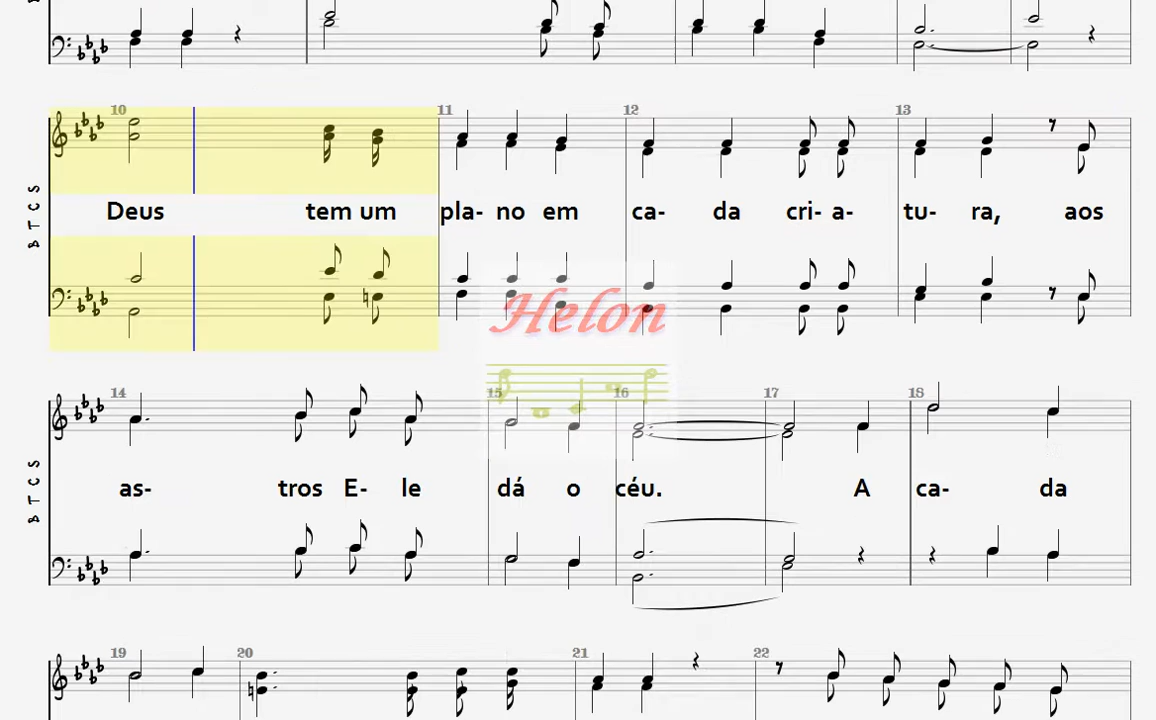 10 11 12 13
Deus tem um pla- no em ca- da cri- a- tu- ra, aos
B T C S
Helon
14 15 16 17 18
as- tros E- le dá o céu. A ca- da
B T C S
19 20 21 22